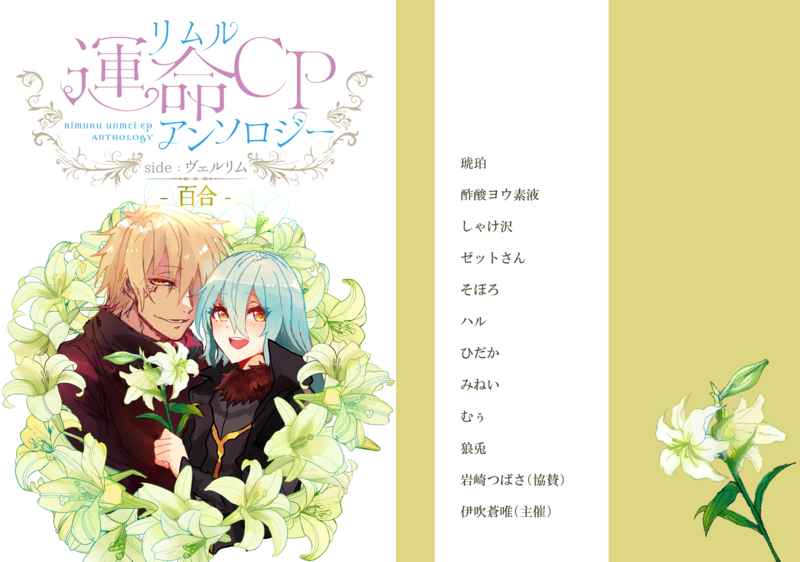 リムル
運命CP
RIMURU UNMEI CP
ANTHOLOGY
アンソロジー
side : ヴェルリム
- 百合 -
琥珀
酢酸ヨウ素液
しゃけ沢
ゼットさん
そぼろ
ハル
ひだか
みねい
むぅ
狼兎
岩崎つばさ(協賛)
伊吹蒼唯(主催)